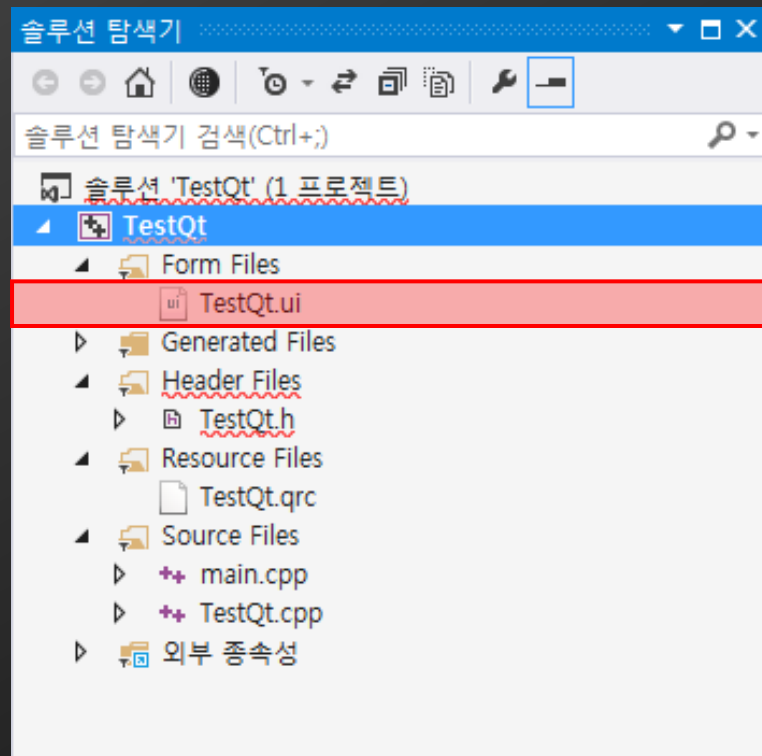 솔루션 탐색기
솔루션 탐색기 검색(Ctrl+;)
솔루션 'TestQt' (1 프로젝트)
TestQt
Form Files
ui TestQt.ui
Generated Files
Header Files
TestQt.h
Resource Files
TestQt.qrc
Source Files
main.cpp
TestQt.cpp
외부 종속성